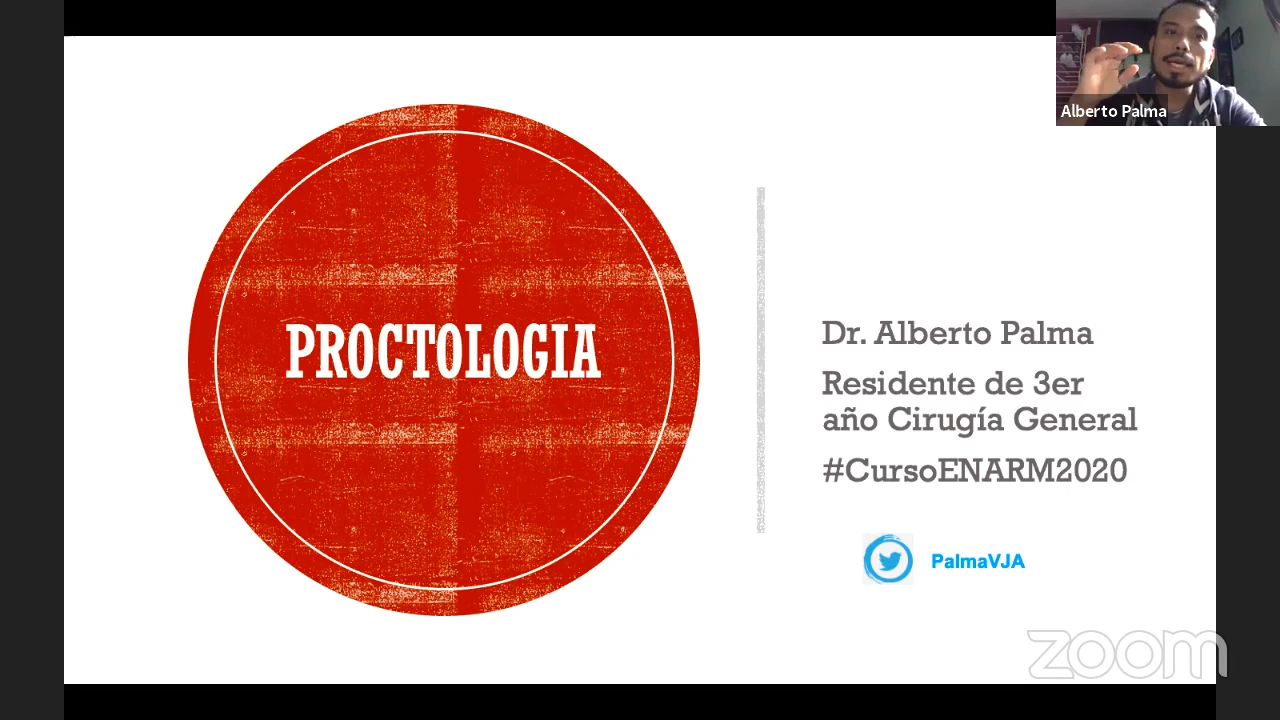 Alberto Palma
PROCTOLOGIA
Dr. Alberto Palma
Residente de 3er
año Cirugía General
#CursoENARM2020
PalmaVJA
zoom